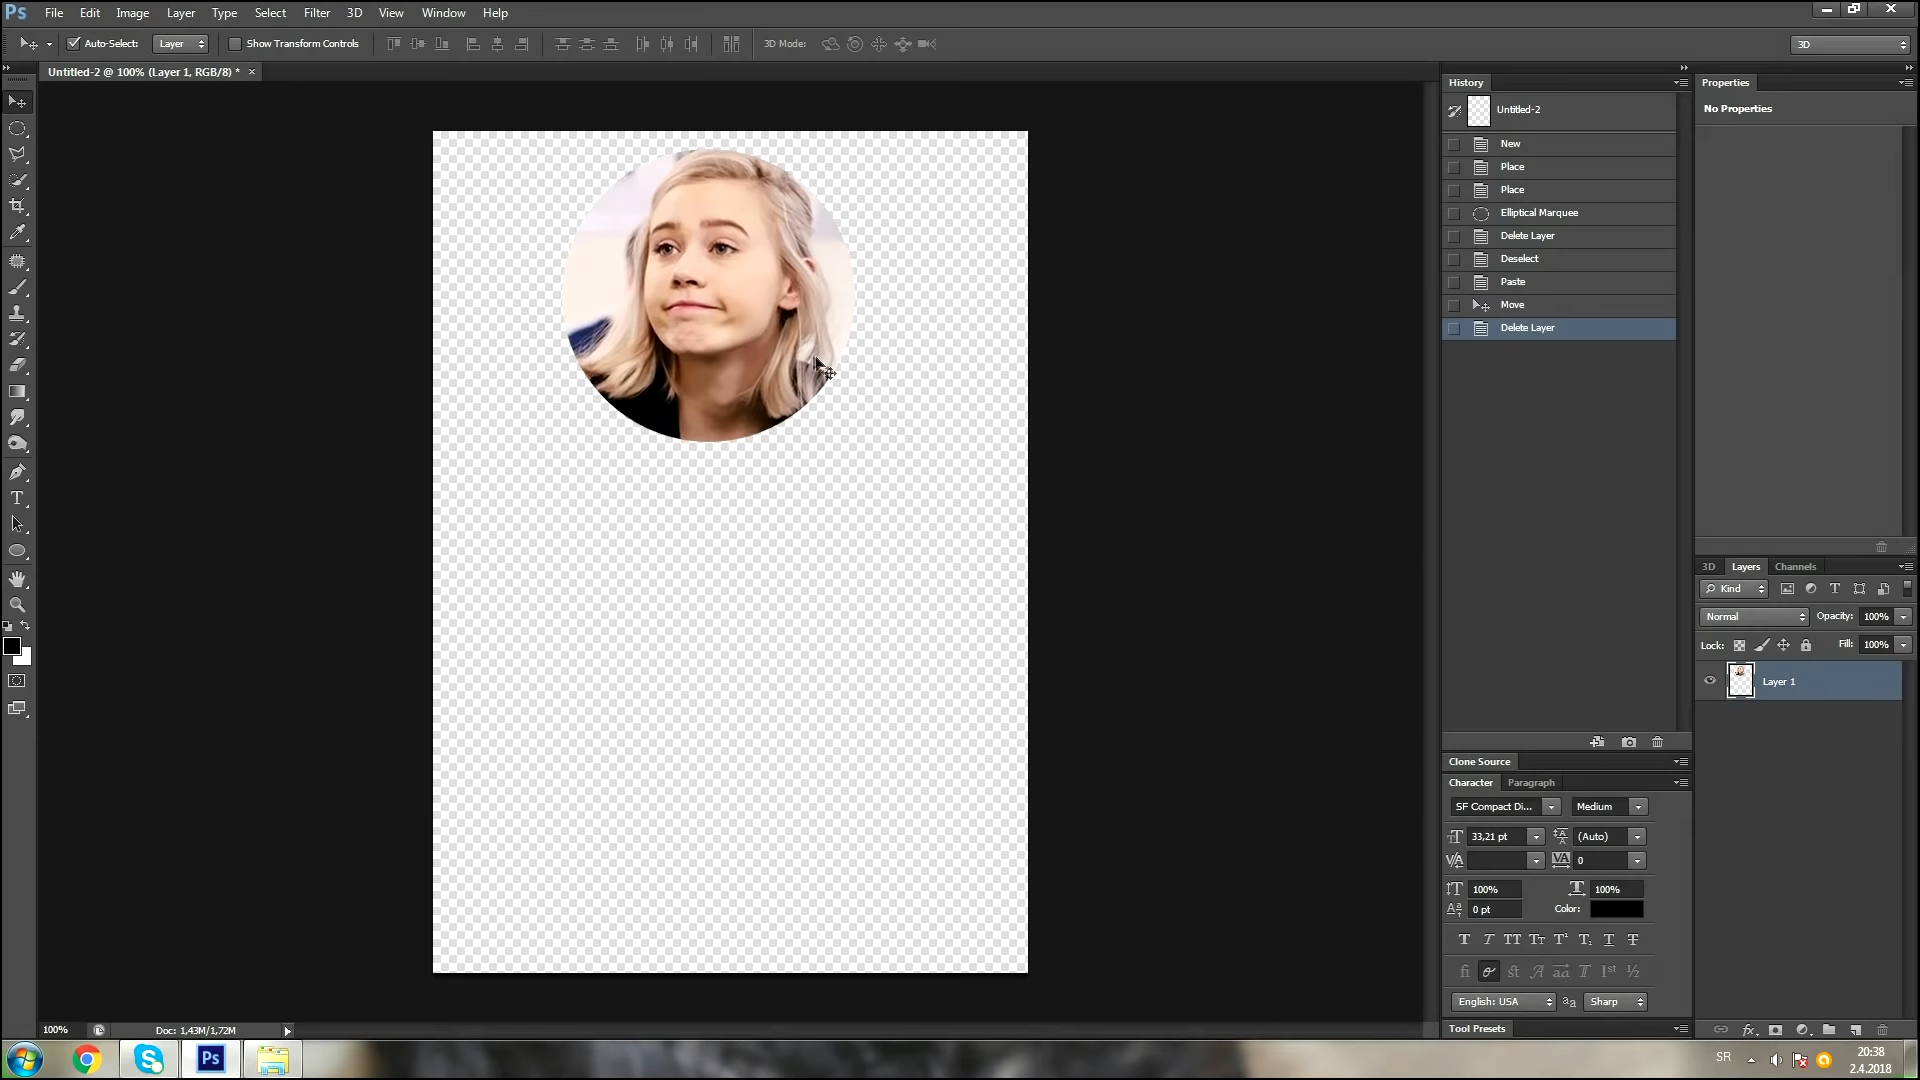 Ps File Edit Image Layer Type Select Filter 3D View Window Help
Auto-Select: Layer Show Transform Controls 3D Mode: 3D
Untitled-2 @ 100% (Layer 1, RGB/8) * ×
History
Untitled-2
New
Place
Place
Elliptical Marquee
Delete Layer
Deselect
Paste
Move
Delete Layer
Properties
No Properties
3D Layers Channels
Kind
Normal Opacity: 100%
Lock: Fill: 100%
Layer 1
Clone Source
Character Paragraph
SF Compact Di... Medium
33,21 pt (Auto)
0
100% 100%
0 pt Color:
English: USA Sharp
Tool Presets
100% Doc: 1,43M/1,72M
Ps
SR
20:38
2.4.2018